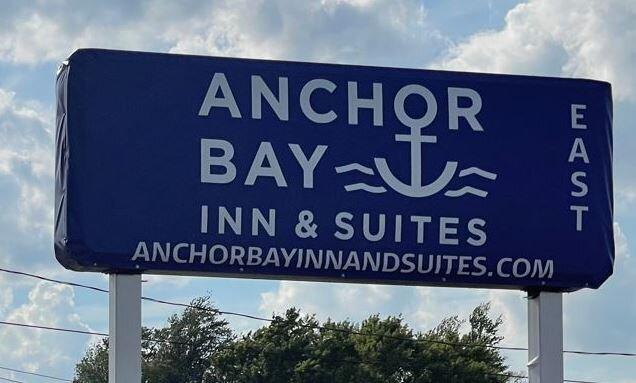 ANCHOR
BAY
INN & SUITES
ANCHORBAYINNANDSUITES.COM
EAST